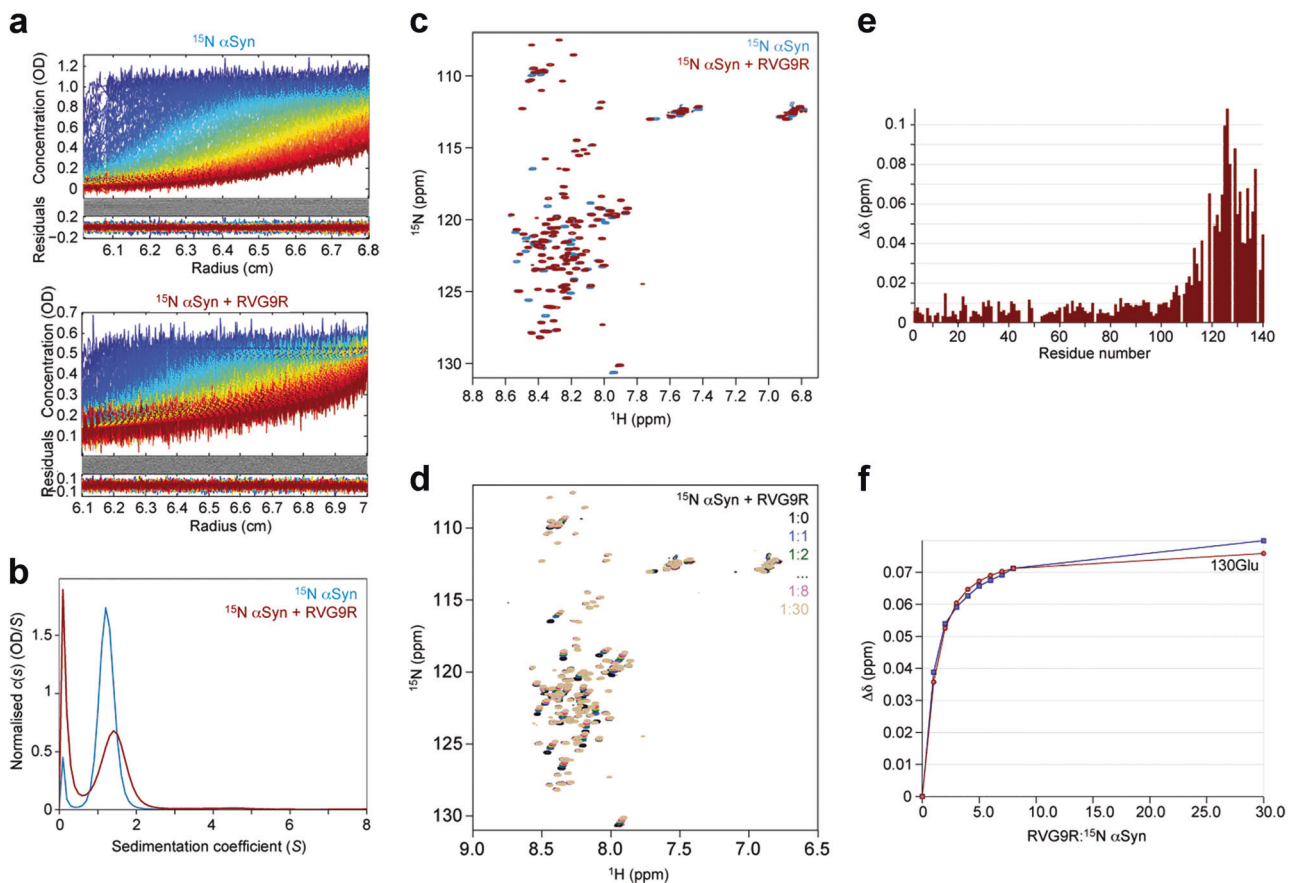 a
¹⁵N αSyn
Concentration (OD)
1.2
1.0
0.8
0.6
0.4
0.2
0
Residuals
0.2
−0.2
6.1 6.2 6.3 6.4 6.5 6.6 6.7 6.8
Radius (cm)
¹⁵N αSyn + RVG9R
Concentration (OD)
0.7
0.6
0.5
0.4
0.3
0.2
0.1
Residuals
0.1
−0.1
6.1 6.2 6.3 6.4 6.5 6.6 6.7 6.8 6.9 7
Radius (cm)
b
¹⁵N αSyn
¹⁵N αSyn + RVG9R
Normalised c(s) (OD/S)
1.5
1
0.5
0
0 2 4 6 8
Sedimentation coefficient (S)
c
¹⁵N αSyn
¹⁵N αSyn + RVG9R
¹⁵N (ppm)
110
115
120
125
130
8.8 8.6 8.4 8.2 8.0 7.8 7.6 7.4 7.2 7.0 6.8
¹H (ppm)
d
¹⁵N αSyn + RVG9R
1:0
1:1
1:2
...
1:8
1:30
¹⁵N (ppm)
110
115
120
125
130
9.0 8.5 8.0 7.5 7.0 6.5
¹H (ppm)
e
Δδ (ppm)
0.1
0.08
0.06
0.04
0.02
0
0 20 40 60 80 100 120 140
Residue number
f
130Glu
Δδ (ppm)
0.07
0.06
0.05
0.04
0.03
0.02
0.01
0
0 5.0 10.0 15.0 20.0 25.0 30.0
RVG9R:¹⁵N αSyn